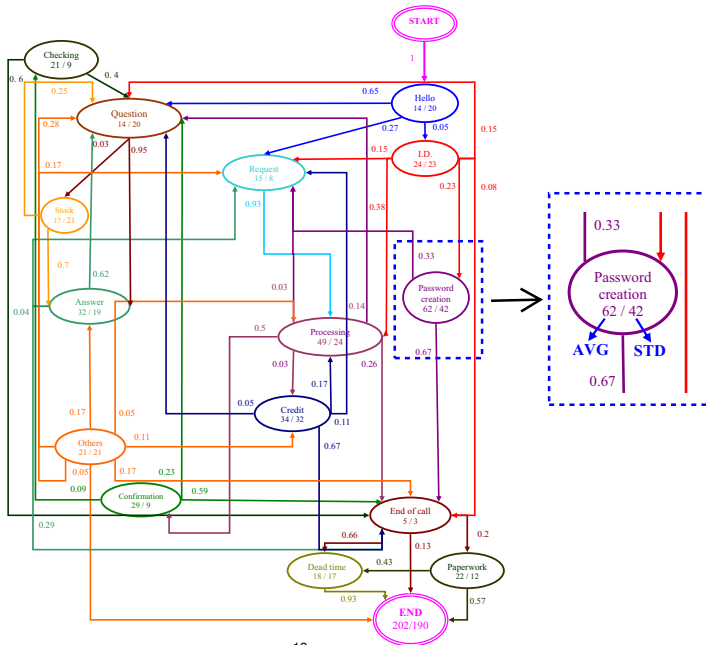 START
1
Checking
21 / 9
0. 6
0. 4
0.25
0.65
Hello
14 / 20
Question
14 / 20
0.28
0.03
0.95
0.27
0.05
0.15
0.15
I.D.
24 / 23
0.17
Request
15 / 8
0.23
0.08
0.93
0.38
Stock
17 / 21
0.33
0.33
0.7
0.62
0.03
0.14
Password
creation
62 / 42
Password
creation
62 / 42
AVG
STD
Answer
32 / 19
0.04
0.5
Processing
49 / 24
0.26
0.67
0.67
0.03
0.17
0.05
Credit
34 / 32
0.11
0.17
0.05
0.11
0.67
Others
21 / 21
0.05
0.17
0.23
0.09
Confirmation
29 / 9
0.59
End of call
5 / 3
0.29
0.66
0.13
0.2
Dead time
18 / 17
0.43
Paperwork
22 / 12
0.93
0.57
END
202/190